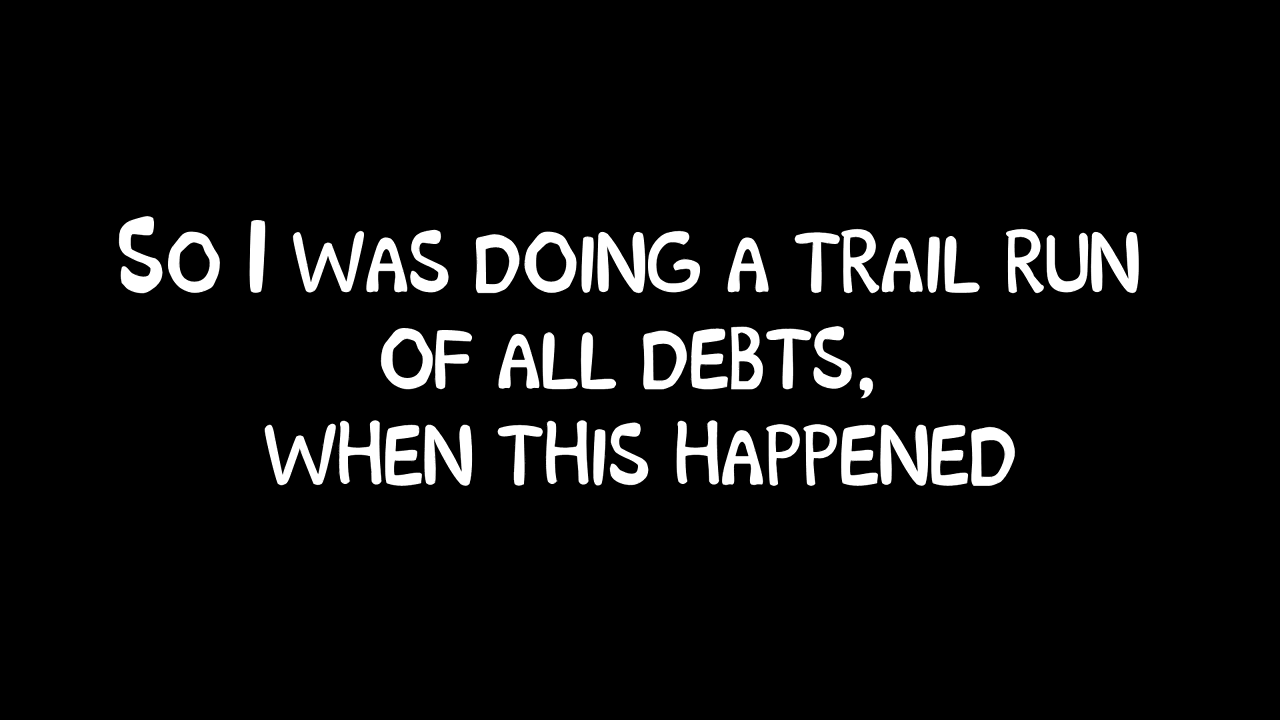 So I was doing a trail run
of all debts,
when this happened